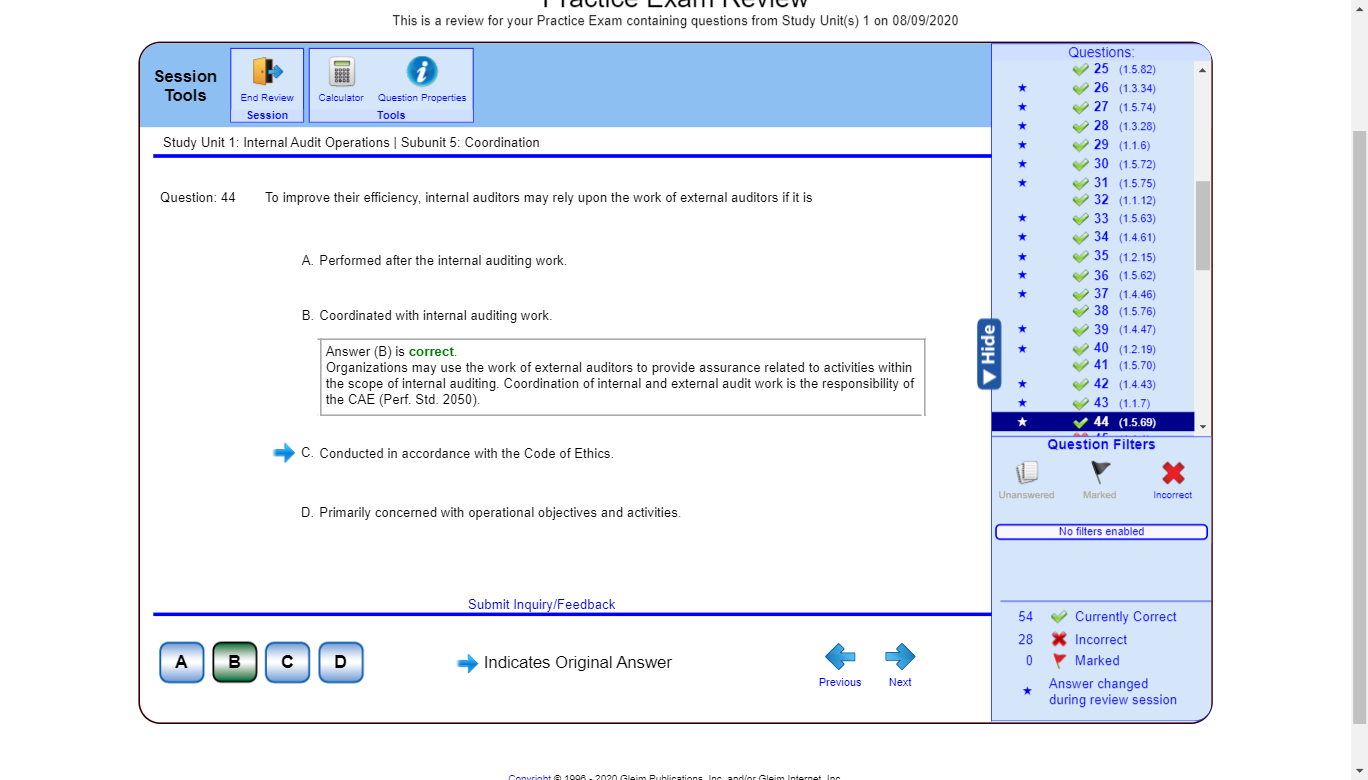 Practice Exam Review
This is a review for your Practice Exam containing questions from Study Unit(s) 1 on 08/09/2020
Session Tools
End Review
Session
Calculator
Question Properties
Tools
Study Unit 1: Internal Audit Operations | Subunit 5: Coordination
Question: 44 To improve their efficiency, internal auditors may rely upon the work of external auditors if it is
A. Performed after the internal auditing work.
B. Coordinated with internal auditing work.
Answer (B) is correct.
Organizations may use the work of external auditors to provide assurance related to activities within
the scope of internal auditing. Coordination of internal and external audit work is the responsibility of
the CAE (Perf. Std. 2050).
C. Conducted in accordance with the Code of Ethics.
D. Primarily concerned with operational objectives and activities.
Submit Inquiry/Feedback
A B C D
Indicates Original Answer
Previous
Next
Hide
Questions:
25 (1.5.82)
26 (1.3.34)
27 (1.5.74)
28 (1.3.28)
29 (1.1.6)
30 (1.5.72)
31 (1.5.75)
32 (1.1.12)
33 (1.5.63)
34 (1.4.61)
35 (1.2.15)
36 (1.5.62)
37 (1.4.46)
38 (1.5.76)
39 (1.4.47)
40 (1.2.19)
41 (1.5.70)
42 (1.4.43)
43 (1.1.7)
44 (1.5.69)
Question Filters
Unanswered
Marked
Incorrect
No filters enabled
54 Currently Correct
28 Incorrect
0 Marked
Answer changed
during review session
Copyright © 1996 - 2020 Gleim Publications, Inc. and/or Gleim Internet, Inc.